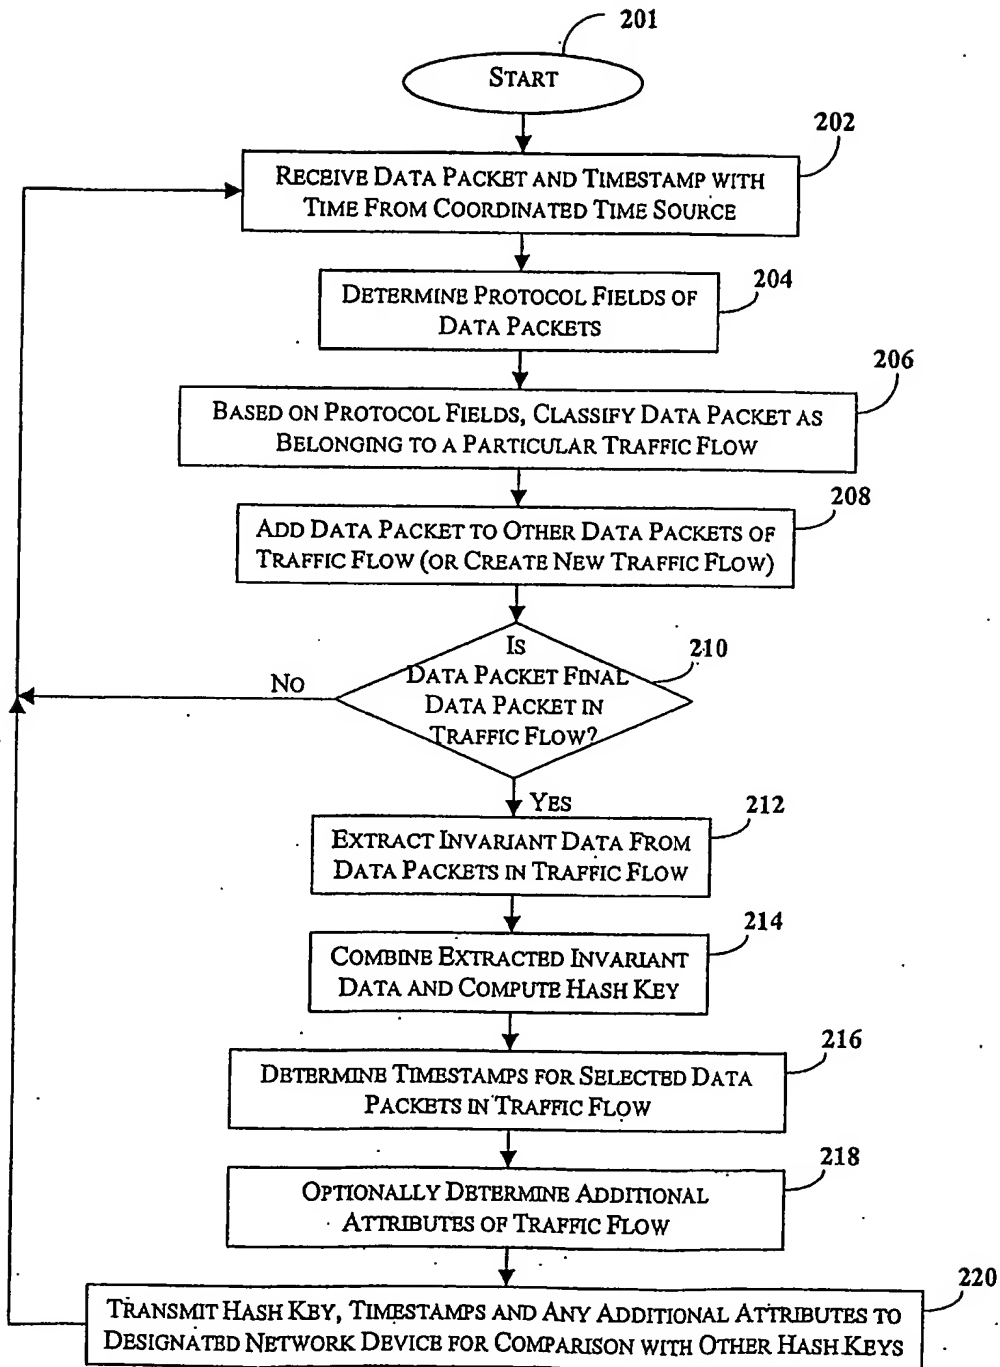 201
START
202
RECEIVE DATA PACKET AND TIMESTAMP WITH
TIME FROM COORDINATED TIME SOURCE
204
DETERMINE PROTOCOL FIELDS OF
DATA PACKETS
206
BASED ON PROTOCOL FIELDS, CLASSIFY DATA PACKET AS
BELONGING TO A PARTICULAR TRAFFIC FLOW
208
ADD DATA PACKET TO OTHER DATA PACKETS OF
TRAFFIC FLOW (OR CREATE NEW TRAFFIC FLOW)
210
IS
DATA PACKET FINAL
DATA PACKET IN
TRAFFIC FLOW?
NO
YES
212
EXTRACT INVARIANT DATA FROM
DATA PACKETS IN TRAFFIC FLOW
214
COMBINE EXTRACTED INVARIANT
DATA AND COMPUTE HASH KEY
216
DETERMINE TIMESTAMPS FOR SELECTED DATA
PACKETS IN TRAFFIC FLOW
218
OPTIONALLY DETERMINE ADDITIONAL
ATTRIBUTES OF TRAFFIC FLOW
220
TRANSMIT HASH KEY, TIMESTAMPS AND ANY ADDITIONAL ATTRIBUTES TO
DESIGNATED NETWORK DEVICE FOR COMPARISON WITH OTHER HASH KEYS